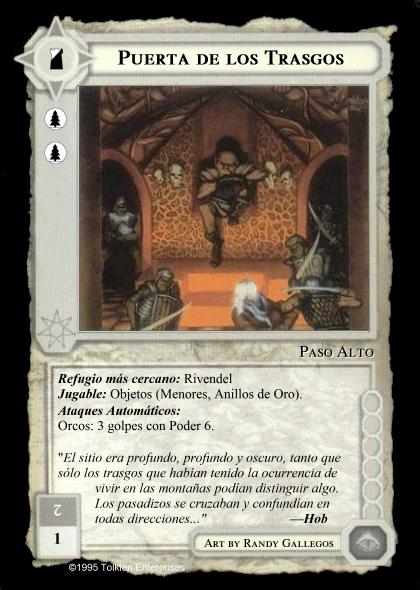 PUERTA DE LOS TRASGOS
PASO ALTO
Refugio más cercano: Rivendel
Jugable: Objetos (Menores, Anillos de Oro).
Ataques Automáticos:
Orcos: 3 golpes con Poder 6.
"El sitio era profundo, profundo y oscuro, tanto que
sólo los trasgos que habían tenido la ocurrencia de
vivir en las montañas podían distinguir algo.
Los pasadizos se cruzaban y confundían en
todas direcciones..." —Hob
2
1
ART BY RANDY GALLEGOS
©1995 Tolkien Enterprises